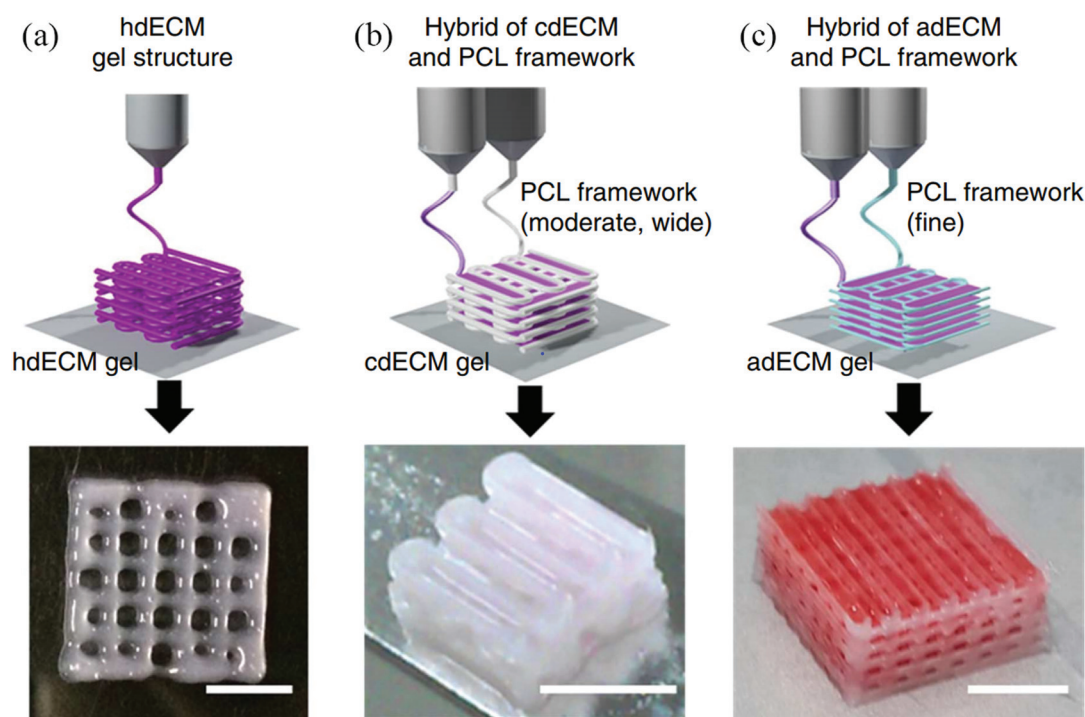 (a)
hdECM
gel structure
hdECM gel
(b)
Hybrid of cdECM
and PCL framework
PCL framework
(moderate, wide)
cdECM gel
(c)
Hybrid of adECM
and PCL framework
PCL framework
(fine)
adECM gel